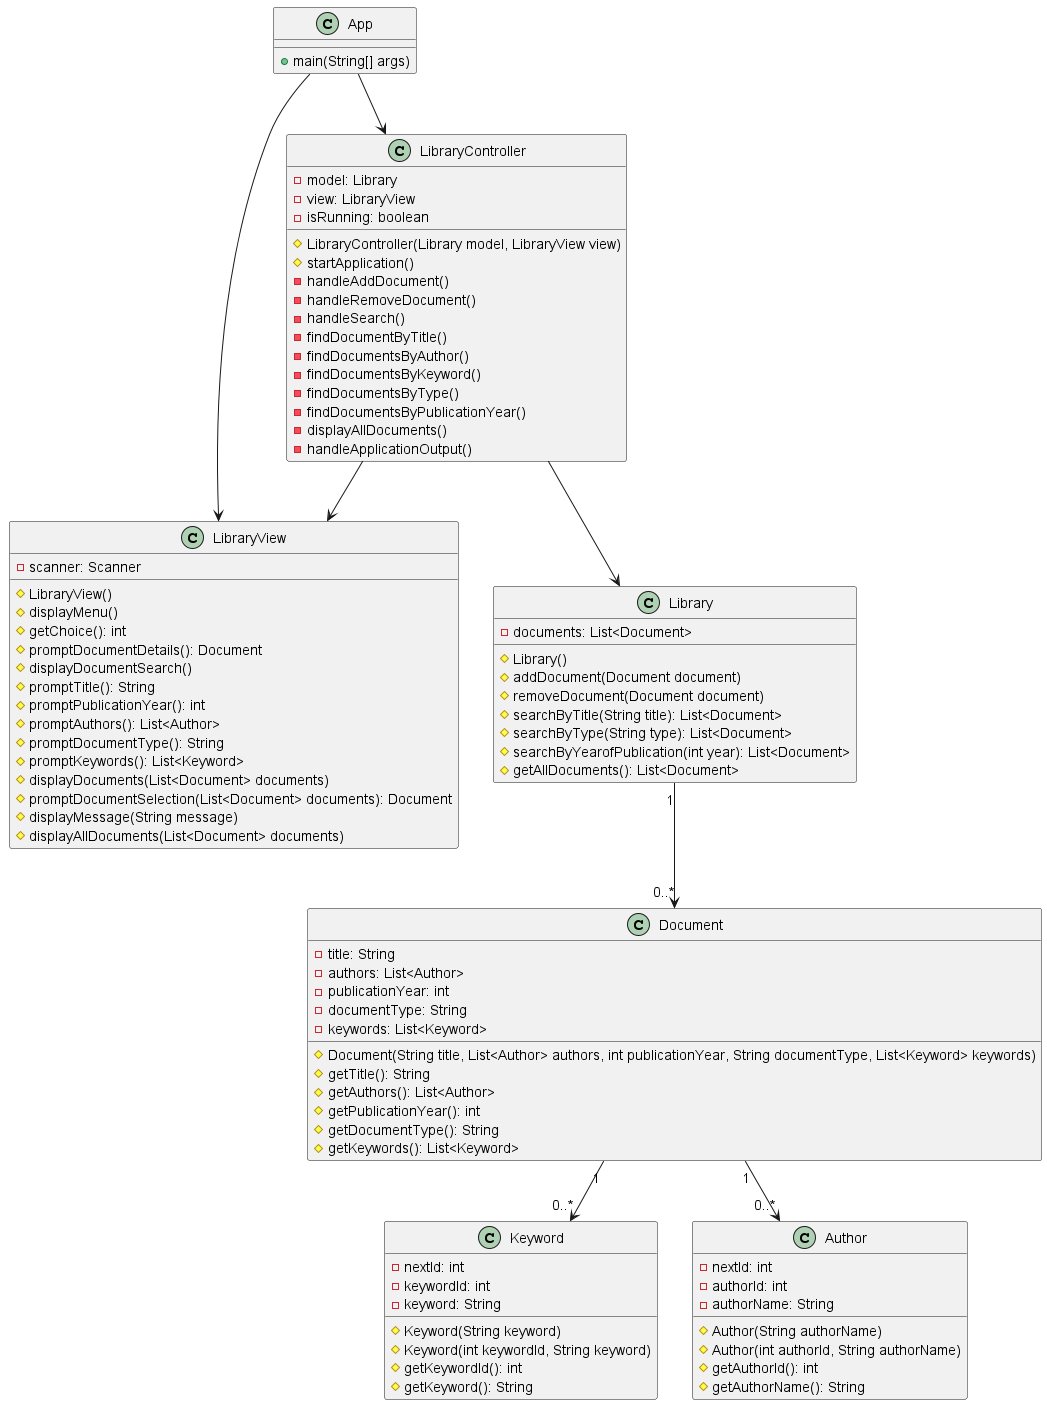 C App
main(String[] args)
C LibraryController
model: Library
view: LibraryView
isRunning: boolean
LibraryController(Library model, LibraryView view)
startApplication()
handleAddDocument()
handleRemoveDocument()
handleSearch()
findDocumentByTitle()
findDocumentsByAuthor()
findDocumentsByKeyword()
findDocumentsByType()
findDocumentsByPublicationYear()
displayAllDocuments()
handleApplicationOutput()
C LibraryView
scanner: Scanner
LibraryView()
displayMenu()
getChoice(): int
promptDocumentDetails(): Document
displayDocumentSearch()
promptTitle(): String
promptPublicationYear(): int
promptAuthors(): List<Author>
promptDocumentType(): String
promptKeywords(): List<Keyword>
displayDocuments(List<Document> documents)
promptDocumentSelection(List<Document> documents): Document
displayMessage(String message)
displayAllDocuments(List<Document> documents)
C Library
documents: List<Document>
Library()
addDocument(Document document)
removeDocument(Document document)
searchByTitle(String title): List<Document>
searchByType(String type): List<Document>
searchByYearofPublication(int year): List<Document>
getAllDocuments(): List<Document>
1
0..*
C Document
title: String
authors: List<Author>
publicationYear: int
documentType: String
keywords: List<Keyword>
Document(String title, List<Author> authors, int publicationYear, String documentType, List<Keyword> keywords)
getTitle(): String
getAuthors(): List<Author>
getPublicationYear(): int
getDocumentType(): String
getKeywords(): List<Keyword>
1
0..*
1
0..*
C Keyword
nextId: int
keywordId: int
keyword: String
Keyword(String keyword)
Keyword(int keywordId, String keyword)
getKeywordId(): int
getKeyword(): String
C Author
nextId: int
authorId: int
authorName: String
Author(String authorName)
Author(int authorId, String authorName)
getAuthorId(): int
getAuthorName(): String